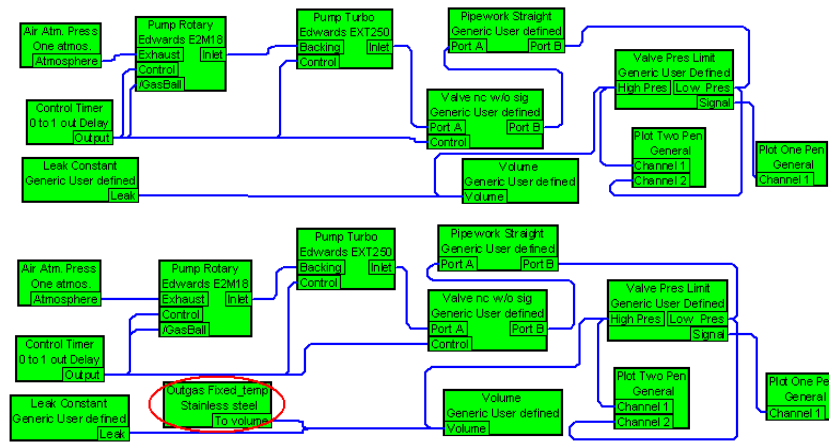 Air Atm. Press
One atmos.
Atmosphere
Pump Rotary
Edwards E2M18
Exhaust Inlet
Control
/GasBall
Pump Turbo
Edwards EXT250
Backing Inlet
Control
Pipework Straight
Generic User defined
Port A Port B
Valve Pres Limit
Generic User Defined
High Pres Low Pres
Signal
Control Timer
0 to 1 out Delay
Output
Valve nc w/o sig
Generic User defined
Port A Port B
Control
Leak Constant
Generic User defined
Leak
Volume
Generic User defined
Volume
Plot Two Pen
General
Channel 1
Channel 2
Plot One Pen
General
Channel 1
Air Atm. Press
One atmos.
Atmosphere
Pump Rotary
Edwards E2M18
Exhaust Inlet
Control
/GasBall
Pump Turbo
Edwards EXT250
Backing Inlet
Control
Pipework Straight
Generic User defined
Port A Port B
Valve Pres Limit
Generic User Defined
High Pres Low Pres
Signal
Control Timer
0 to 1 out Delay
Output
Valve nc w/o sig
Generic User defined
Port A Port B
Control
Outgas Fixed_temp
Stainless steel
To volume
Leak Constant
Generic User defined
Leak
Volume
Generic User defined
Volume
Plot Two Pen
General
Channel 1
Channel 2
Plot One Pe
General
Channel 1